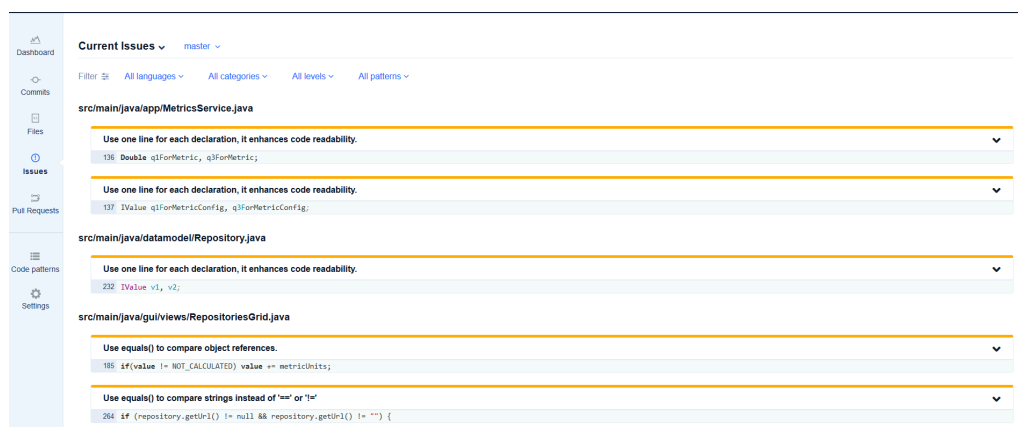 Dashboard
Commits
Files
Issues
Pull Requests
Code patterns
Settings
Current Issues master
Filter All languages All categories All levels All patterns
src/main/java/app/MetricsService.java
Use one line for each declaration, it enhances code readability.
136 Double q1ForMetric, q3ForMetric;
Use one line for each declaration, it enhances code readability.
137 IValue q1ForMetricConfig, q3ForMetricConfig;
src/main/java/datamodel/Repository.java
Use one line for each declaration, it enhances code readability.
232 IValue v1, v2;
src/main/java/gui/views/RepositoriesGrid.java
Use equals() to compare object references.
185 if(value != NOT_CALCULATED) value += metricUnits;
Use equals() to compare strings instead of '==' or '!='
264 if (repository.getUrl() != null && repository.getUrl() != "") {